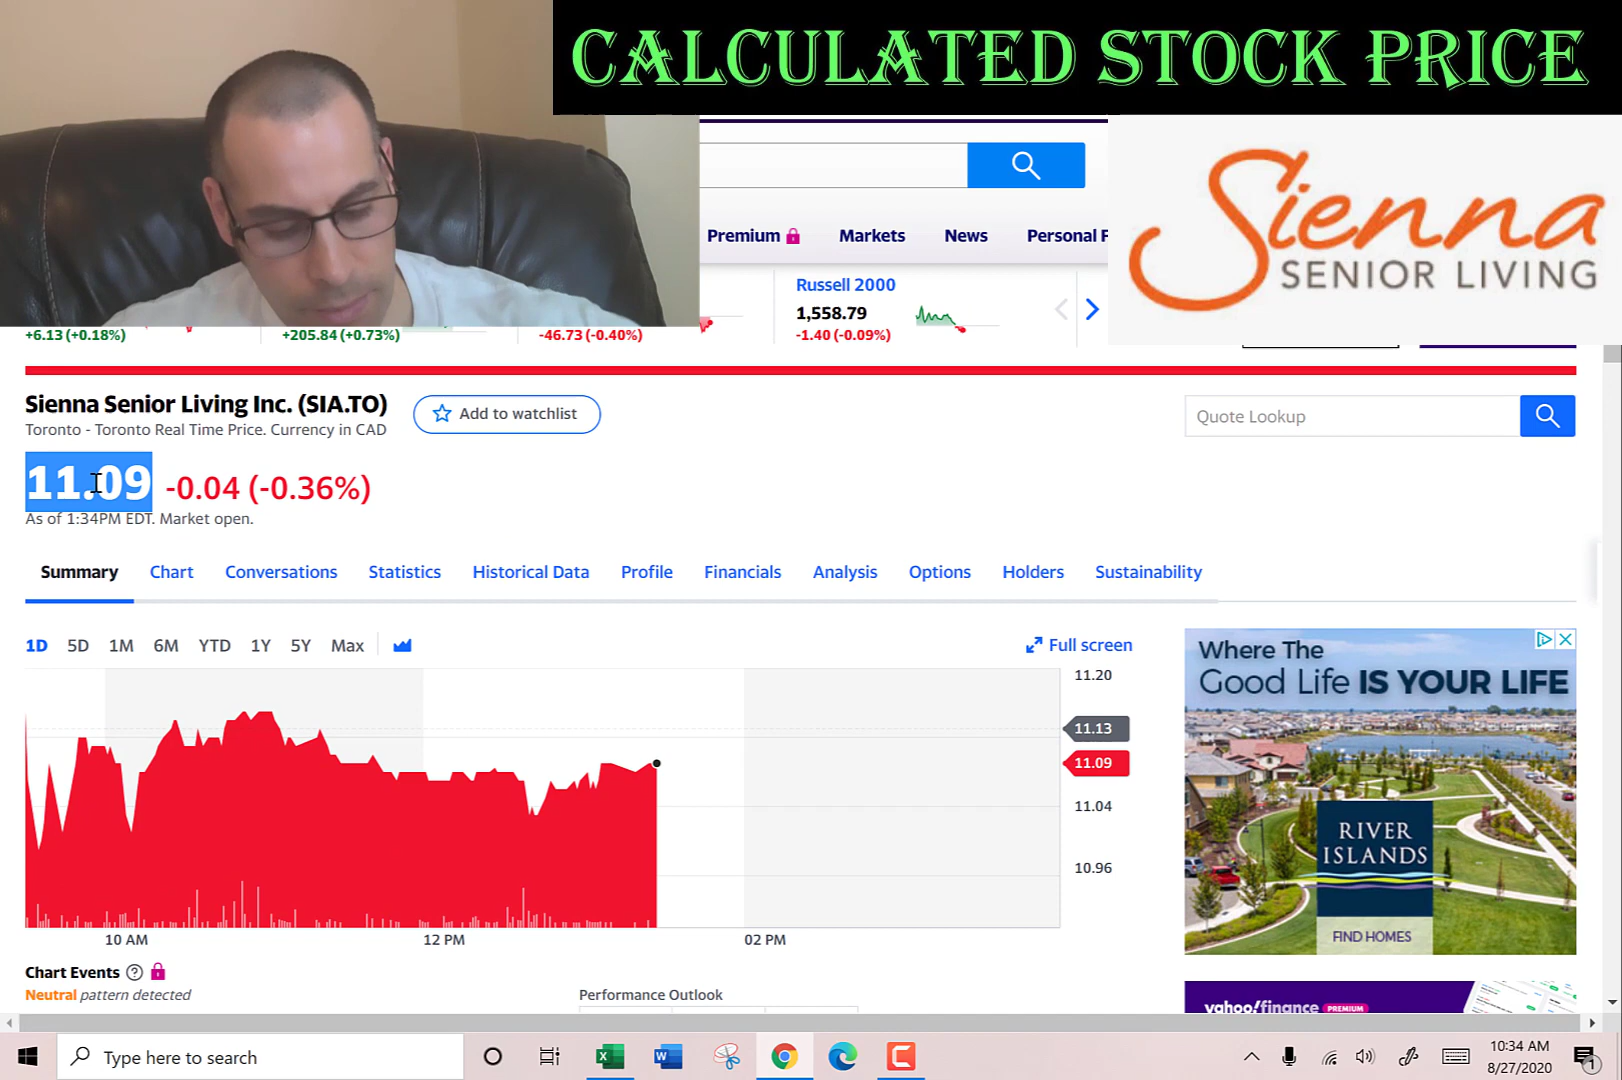 CALCULATED STOCK PRICE
Sienna
SENIOR LIVING
Premium Markets News Personal F
Russell 2000
1,558.79
-1.40 (-0.09%)
+6.13 (+0.18%) +205.84 (+0.73%) -46.73 (-0.40%)
Sienna Senior Living Inc. (SIA.TO)
Add to watchlist
Quote Lookup
Toronto - Toronto Real Time Price. Currency in CAD
11.09 -0.04 (-0.36%)
As of 1:34PM EDT. Market open.
Summary Chart Conversations Statistics Historical Data Profile Financials Analysis Options Holders Sustainability
1D 5D 1M 6M YTD 1Y 5Y Max
Full screen
11.20
11.13
11.09
11.04
10.96
10 AM 12 PM 02 PM
Where The
Good Life IS YOUR LIFE
RIVER
ISLANDS
FIND HOMES
Chart Events ?
Neutral pattern detected
Performance Outlook
yahoo!finance PREMIUM
Type here to search
10:34 AM
8/27/2020
1